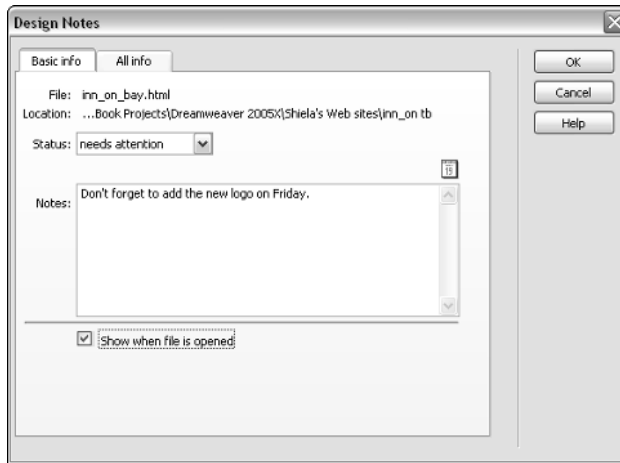 Design Notes
Basic info
All info
OK
File: inn_on_bay.html
Cancel
Location: ...Book Projects\Dreamweaver 2005X\Shiela's Web sites\inn_on tb
Help
Status: needs attention
19
Notes: Don't forget to add the new logo on Friday.
Show when file is opened